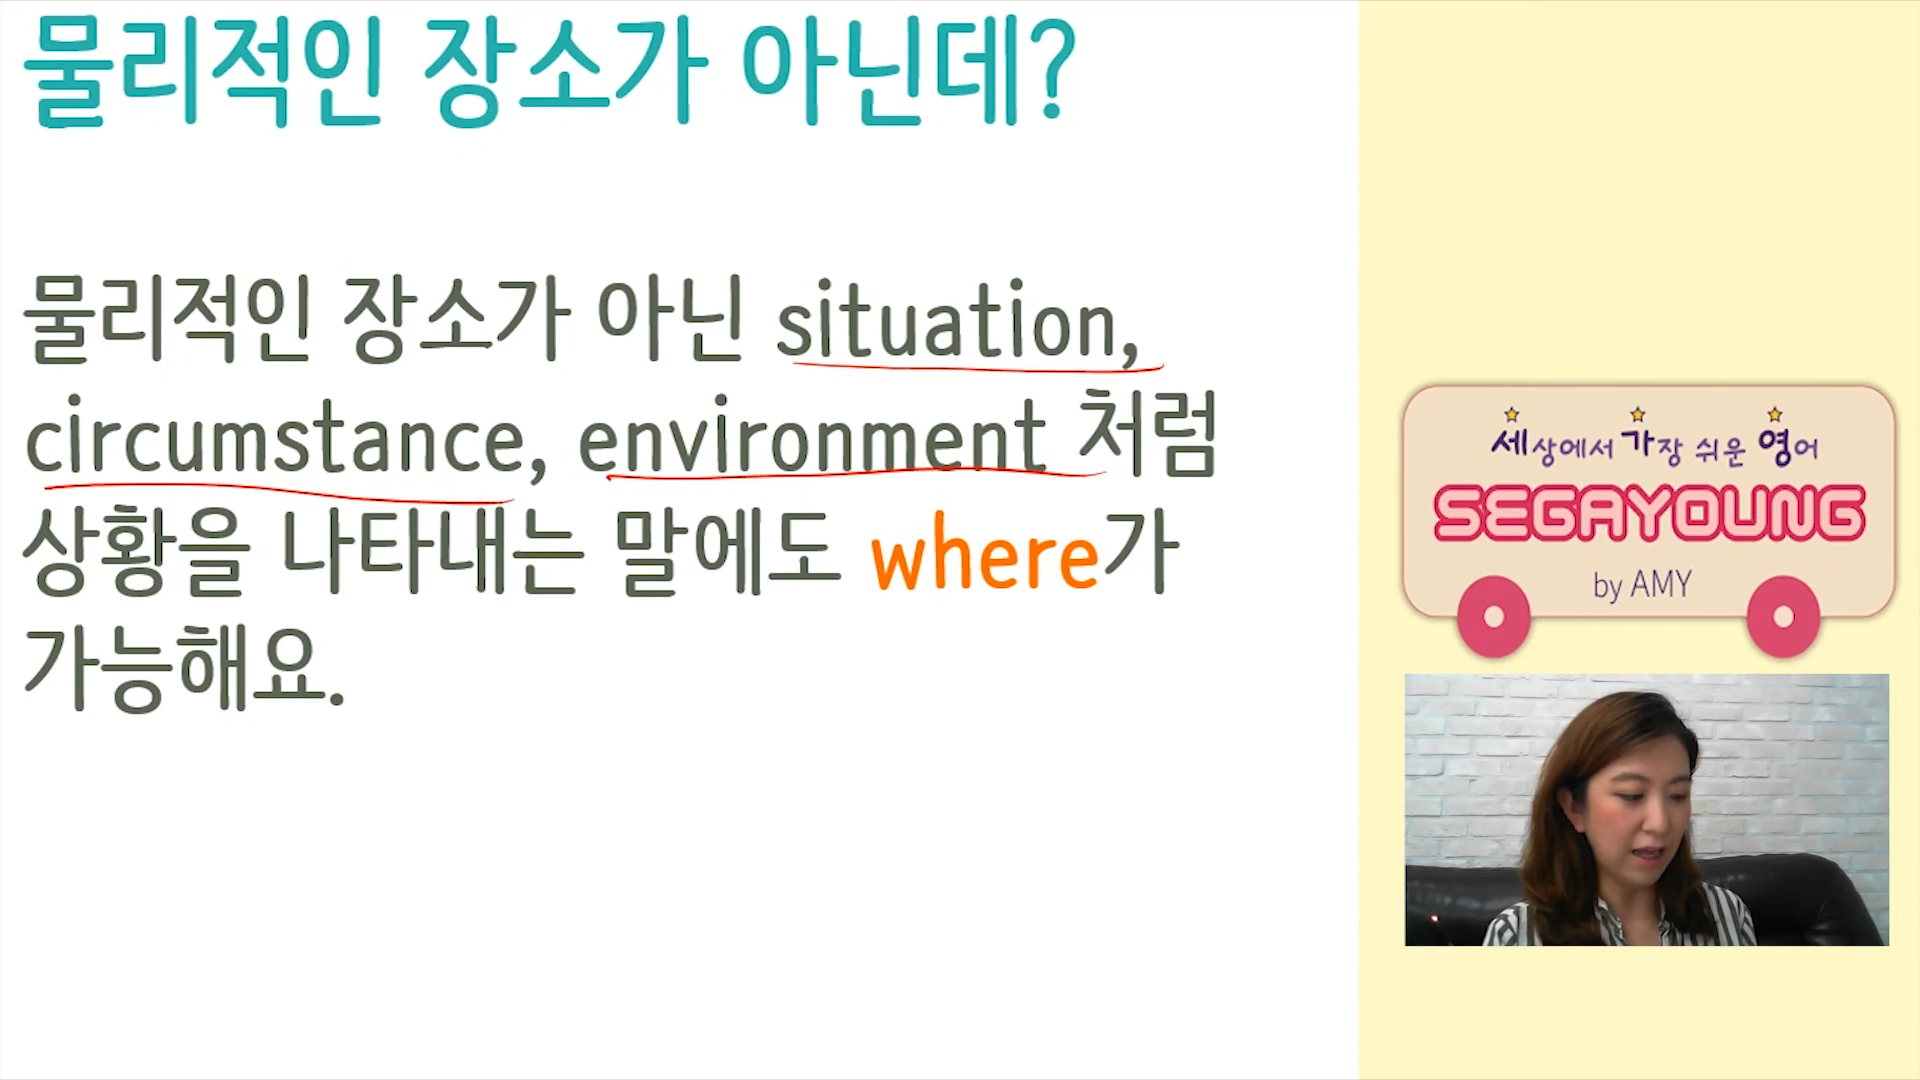 물리적인 장소가 아닌데?
물리적인 장소가 아닌 situation,
circumstance, environment 처럼
상황을 나타내는 말에도 where가
가능해요.
세상에서 가장 쉬운 영어
SEGAYOUNG
by AMY